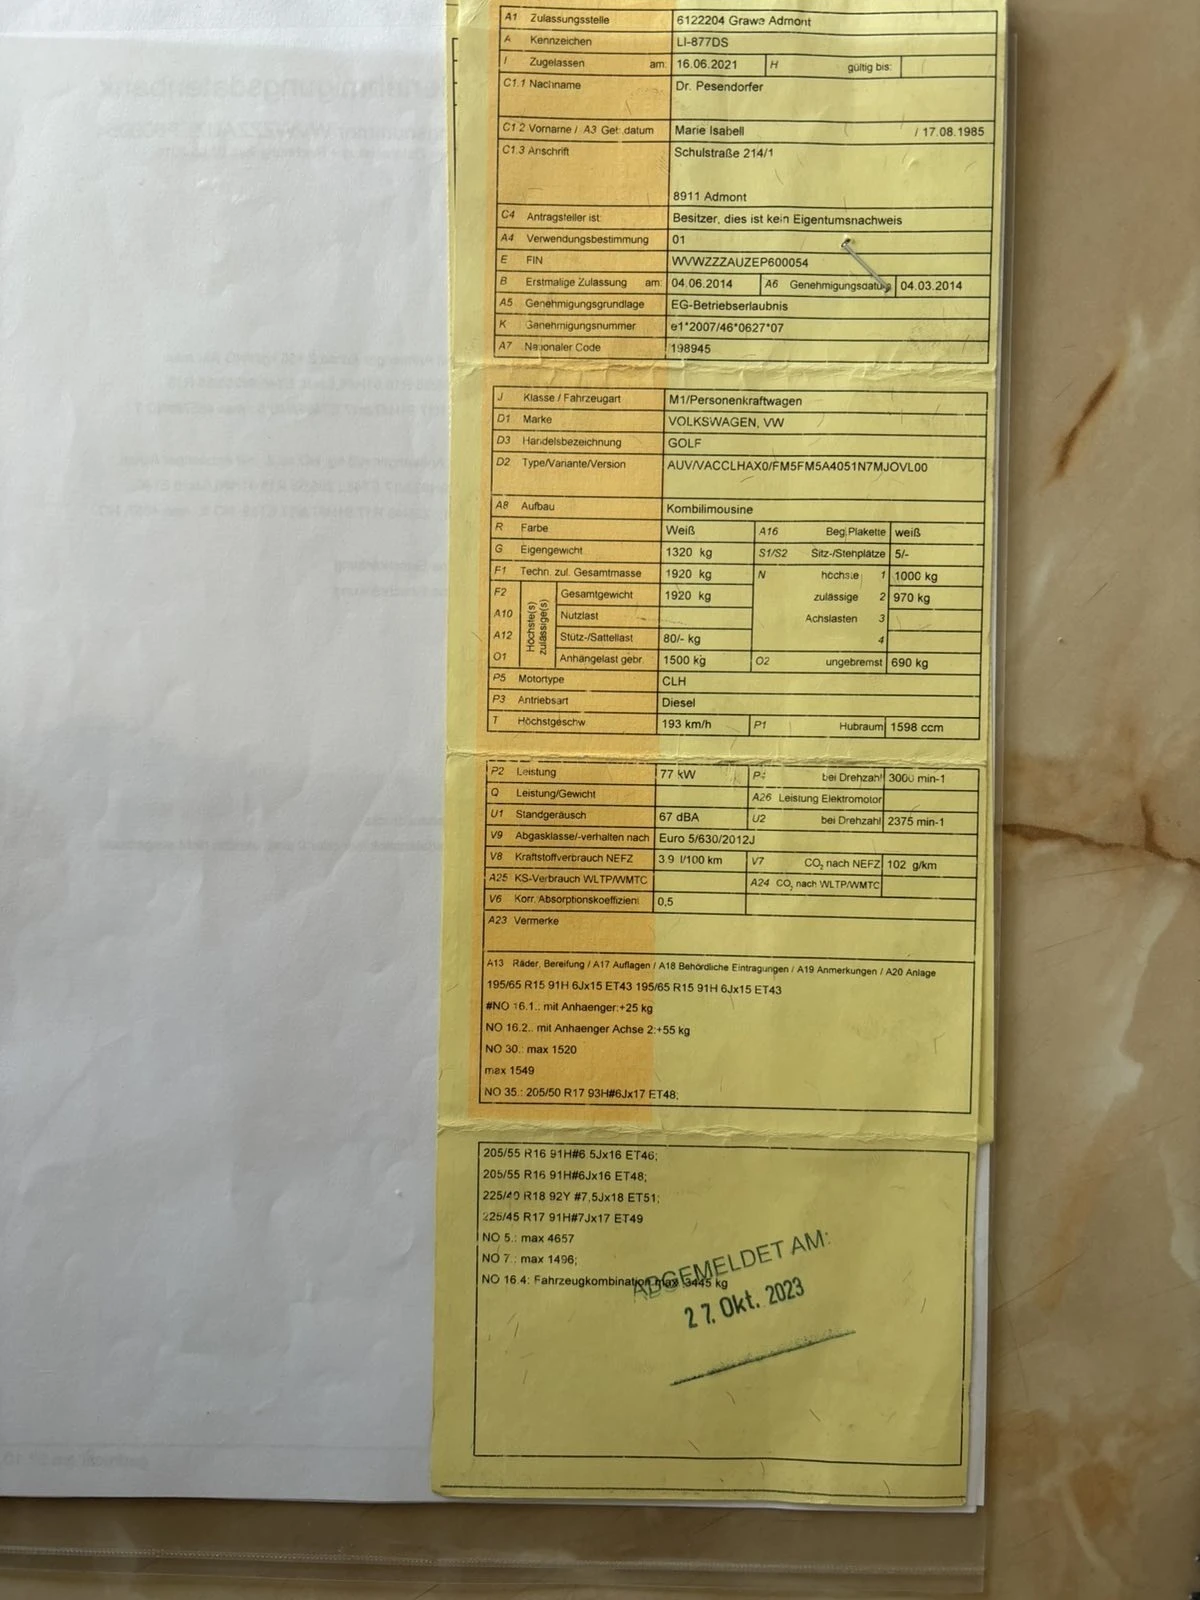 A1 Zulassungsstelle 6122204 Grawe Admont
A Kennzeichen LI-877DS
I Zugelassen am: 16.06.2021 H gültig bis:
C1.1 Nachname Dr. Pesendorfer
C1.2 Vorname / A3 Geb.datum Marie Isabell / 17.08.1985
C1.3 Anschrift Schulstraße 214/1
8911 Admont
C4 Antragsteller ist: Besitzer, dies ist kein Eigentumsnachweis
A4 Verwendungsbestimmung 01
E FIN WVWZZZAUZEP600054
B Erstmalige Zulassung am: 04.06.2014 A6 Genehmigungsdatum 04.03.2014
A5 Genehmigungsgrundlage EG-Betriebserlaubnis
K Genehmigungsnummer e1*2007/46*0627*07
A7 Nationaler Code 198945
J Klasse / Fahrzeugart M1/Personenkraftwagen
D1 Marke VOLKSWAGEN, VW
D3 Handelsbezeichnung GOLF
D2 Type/Variante/Version AUV/VACCLHAX0/FM5FM5A4051N7MJOVL00
A8 Aufbau Kombilimousine
R Farbe Weiß A16 Beg.Plakette weiß
G Eigengewicht 1320 kg S1/S2 Sitz-/Stehplätze 5/-
F1 Techn. zul. Gesamtmasse 1920 kg N höchste 1 1000 kg
F2 Höchste(s) zulässige(s) Gesamtgewicht 1920 kg zulässige 2 970 kg
A10 Nutzlast Achslasten 3
A12 Stütz-/Sattellast 80/- kg 4
O1 Anhängelast gebr. 1500 kg O2 ungebremst 690 kg
P5 Motortype CLH
P3 Antriebsart Diesel
T Höchstgeschw. 193 km/h P1 Hubraum 1598 ccm
P2 Leistung 77 kW P4 bei Drehzahl 3000 min-1
Q Leistung/Gewicht A26 Leistung Elektromotor
U1 Standgeräusch 67 dBA U2 bei Drehzahl 2375 min-1
V9 Abgasklasse/-verhalten nach Euro 5/630/2012J
V8 Kraftstoffverbrauch NEFZ 3.9 l/100 km V7 CO₂ nach NEFZ 102 g/km
A25 KS-Verbrauch WLTP/WMTC A24 CO₂ nach WLTP/WMTC
V6 Korr. Absorptionskoeffizient 0,5
A23 Vermerke
A13 Räder, Bereifung / A17 Auflagen / A18 Behördliche Eintragungen / A19 Anmerkungen / A20 Anlage
195/65 R15 91H 6Jx15 ET43 195/65 R15 91H 6Jx15 ET43
#NO 16.1.: mit Anhaenger:+25 kg
NO 16.2.: mit Anhaenger Achse 2:+55 kg
NO 30.: max 1520
max 1549
NO 35.: 205/50 R17 93H#6Jx17 ET48;
205/55 R16 91H#6.5Jx16 ET46;
205/55 R16 91H#6Jx16 ET48;
225/40 R18 92Y #7,5Jx18 ET51;
225/45 R17 91H#7Jx17 ET49
NO 5.: max 4657
NO 7.: max 1496;
NO 16.4: Fahrzeugkombination max 3445 kg
ABGEMELDET AM:
27. Okt. 2023